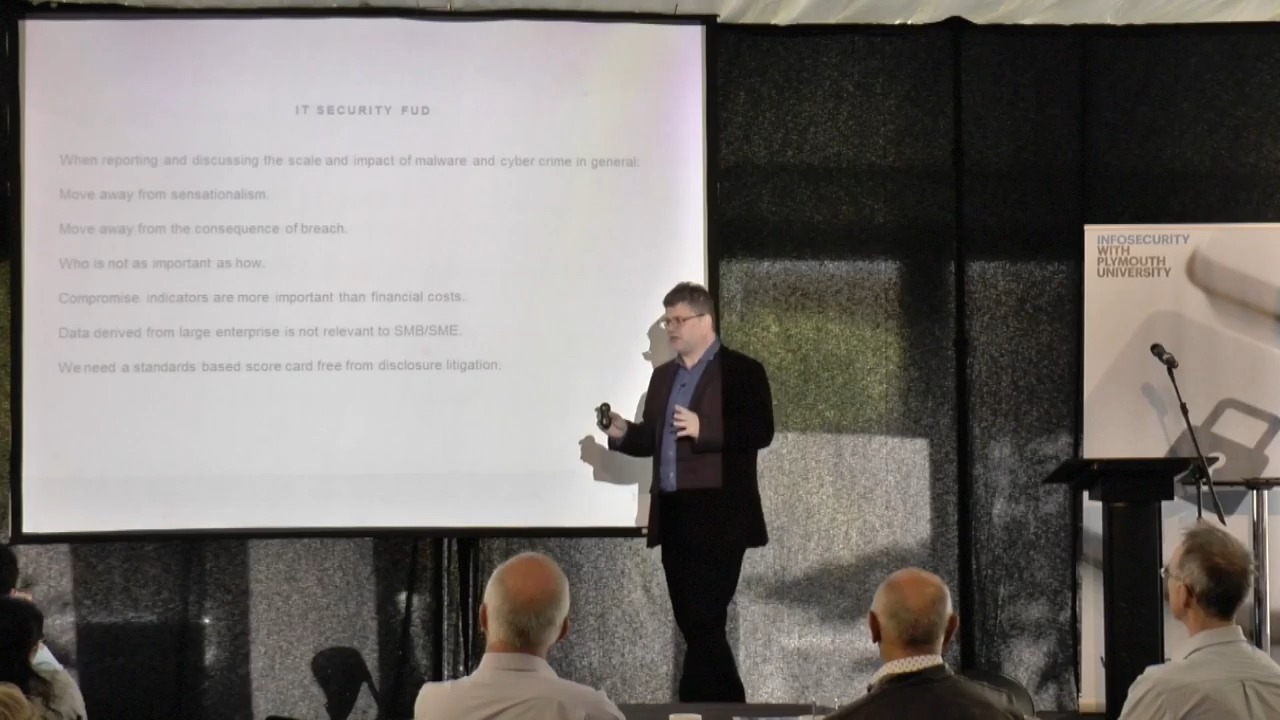 IT SECURITY FUD
When reporting and discussing the scale and impact of malware and cyber crime in general:
Move away from sensationalism.
Move away from the consequence of breach.
Who is not as important as how.
Compromise indicators are more important than financial costs.
Data derived from large enterprise is not relevant to SMB/SME.
We need a standards based score card free from disclosure litigation.
INFOSECURITY
WITH
PLYMOUTH
UNIVERSITY